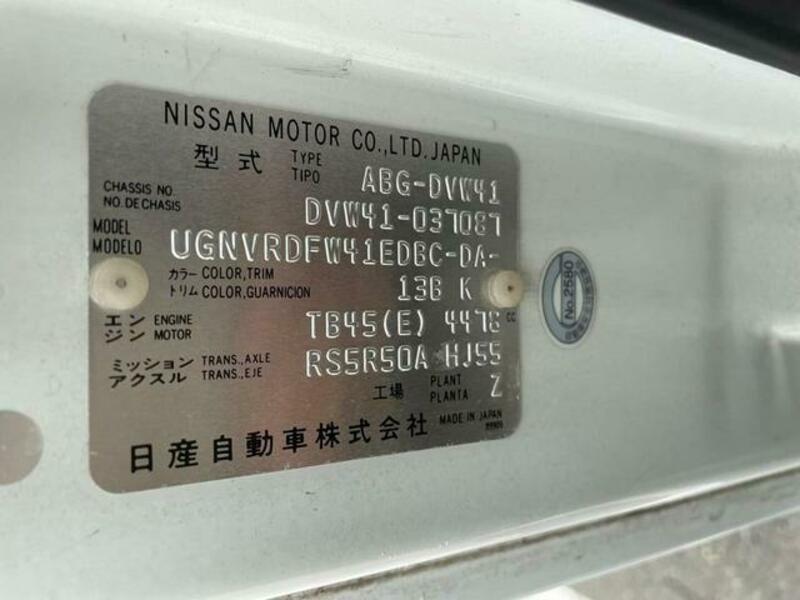 NISSAN MOTOR CO.,LTD. JAPAN
型式 TYPE TIPO ABG-DVW41
CHASSIS NO. NO. DE CHASIS DVW41-037087
MODEL MODELO UGNVRDFW41EDBC-DA-
カラー COLOR,TRIM トリム COLOR,GUARNICION 13B K
エンジン ENGINE MOTOR TB45(E) 4478 CC
ミッション アクスル TRANS.,AXLE TRANS.,EJE RS5R50A HJ55
工場 PLANT PLANTA Z
日産自動車株式会社 MADE IN JAPAN
No.2580